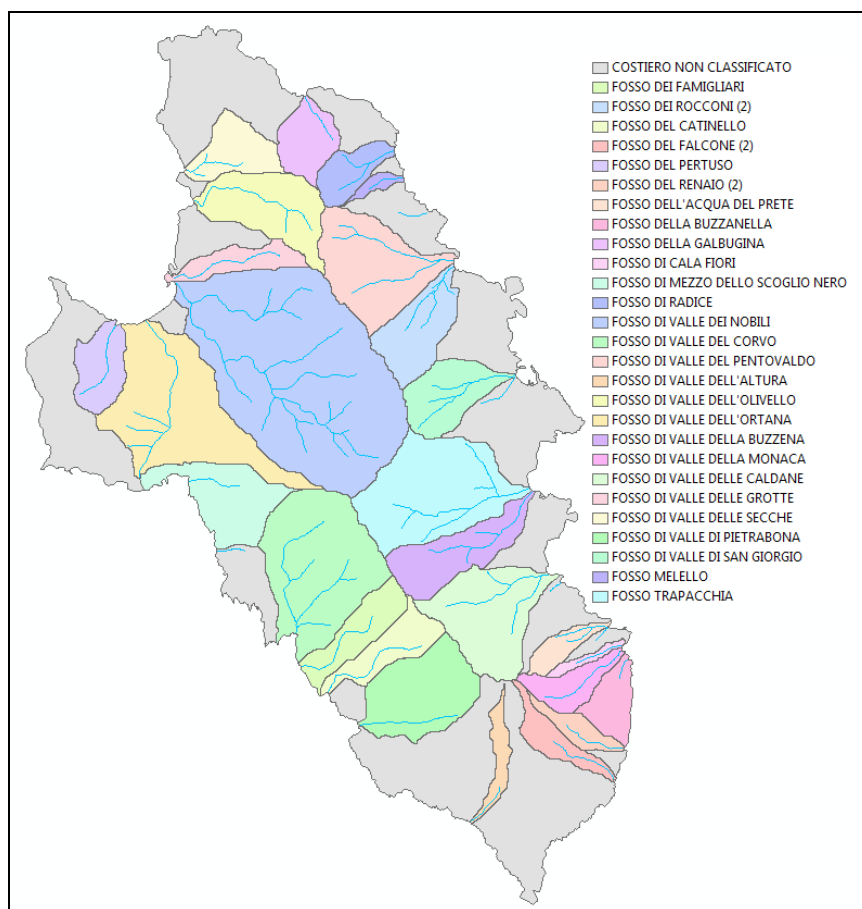 COSTIERO NON CLASSIFICATO
FOSSO DEI FAMIGLIARI
FOSSO DEI ROCCONI (2)
FOSSO DEL CATINELLO
FOSSO DEL FALCONE (2)
FOSSO DEL PERTUSO
FOSSO DEL RENAIO (2)
FOSSO DELL'ACQUA DEL PRETE
FOSSO DELLA BUZZANELLA
FOSSO DELLA GALBUGINA
FOSSO DI CALA FIORI
FOSSO DI MEZZO DELLO SCOGLIO NERO
FOSSO DI RADICE
FOSSO DI VALLE DEI NOBILI
FOSSO DI VALLE DEL CORVO
FOSSO DI VALLE DEL PENTOVALDO
FOSSO DI VALLE DELL'ALTURA
FOSSO DI VALLE DELL'OLIVELLO
FOSSO DI VALLE DELL'ORTANA
FOSSO DI VALLE DELLA BUZZENA
FOSSO DI VALLE DELLA MONACA
FOSSO DI VALLE DELLE CALDANE
FOSSO DI VALLE DELLE GROTTE
FOSSO DI VALLE DELLE SECCHE
FOSSO DI VALLE DI PIETRABONA
FOSSO DI VALLE DI SAN GIORGIO
FOSSO MELELLO
FOSSO TRAPACCHIA